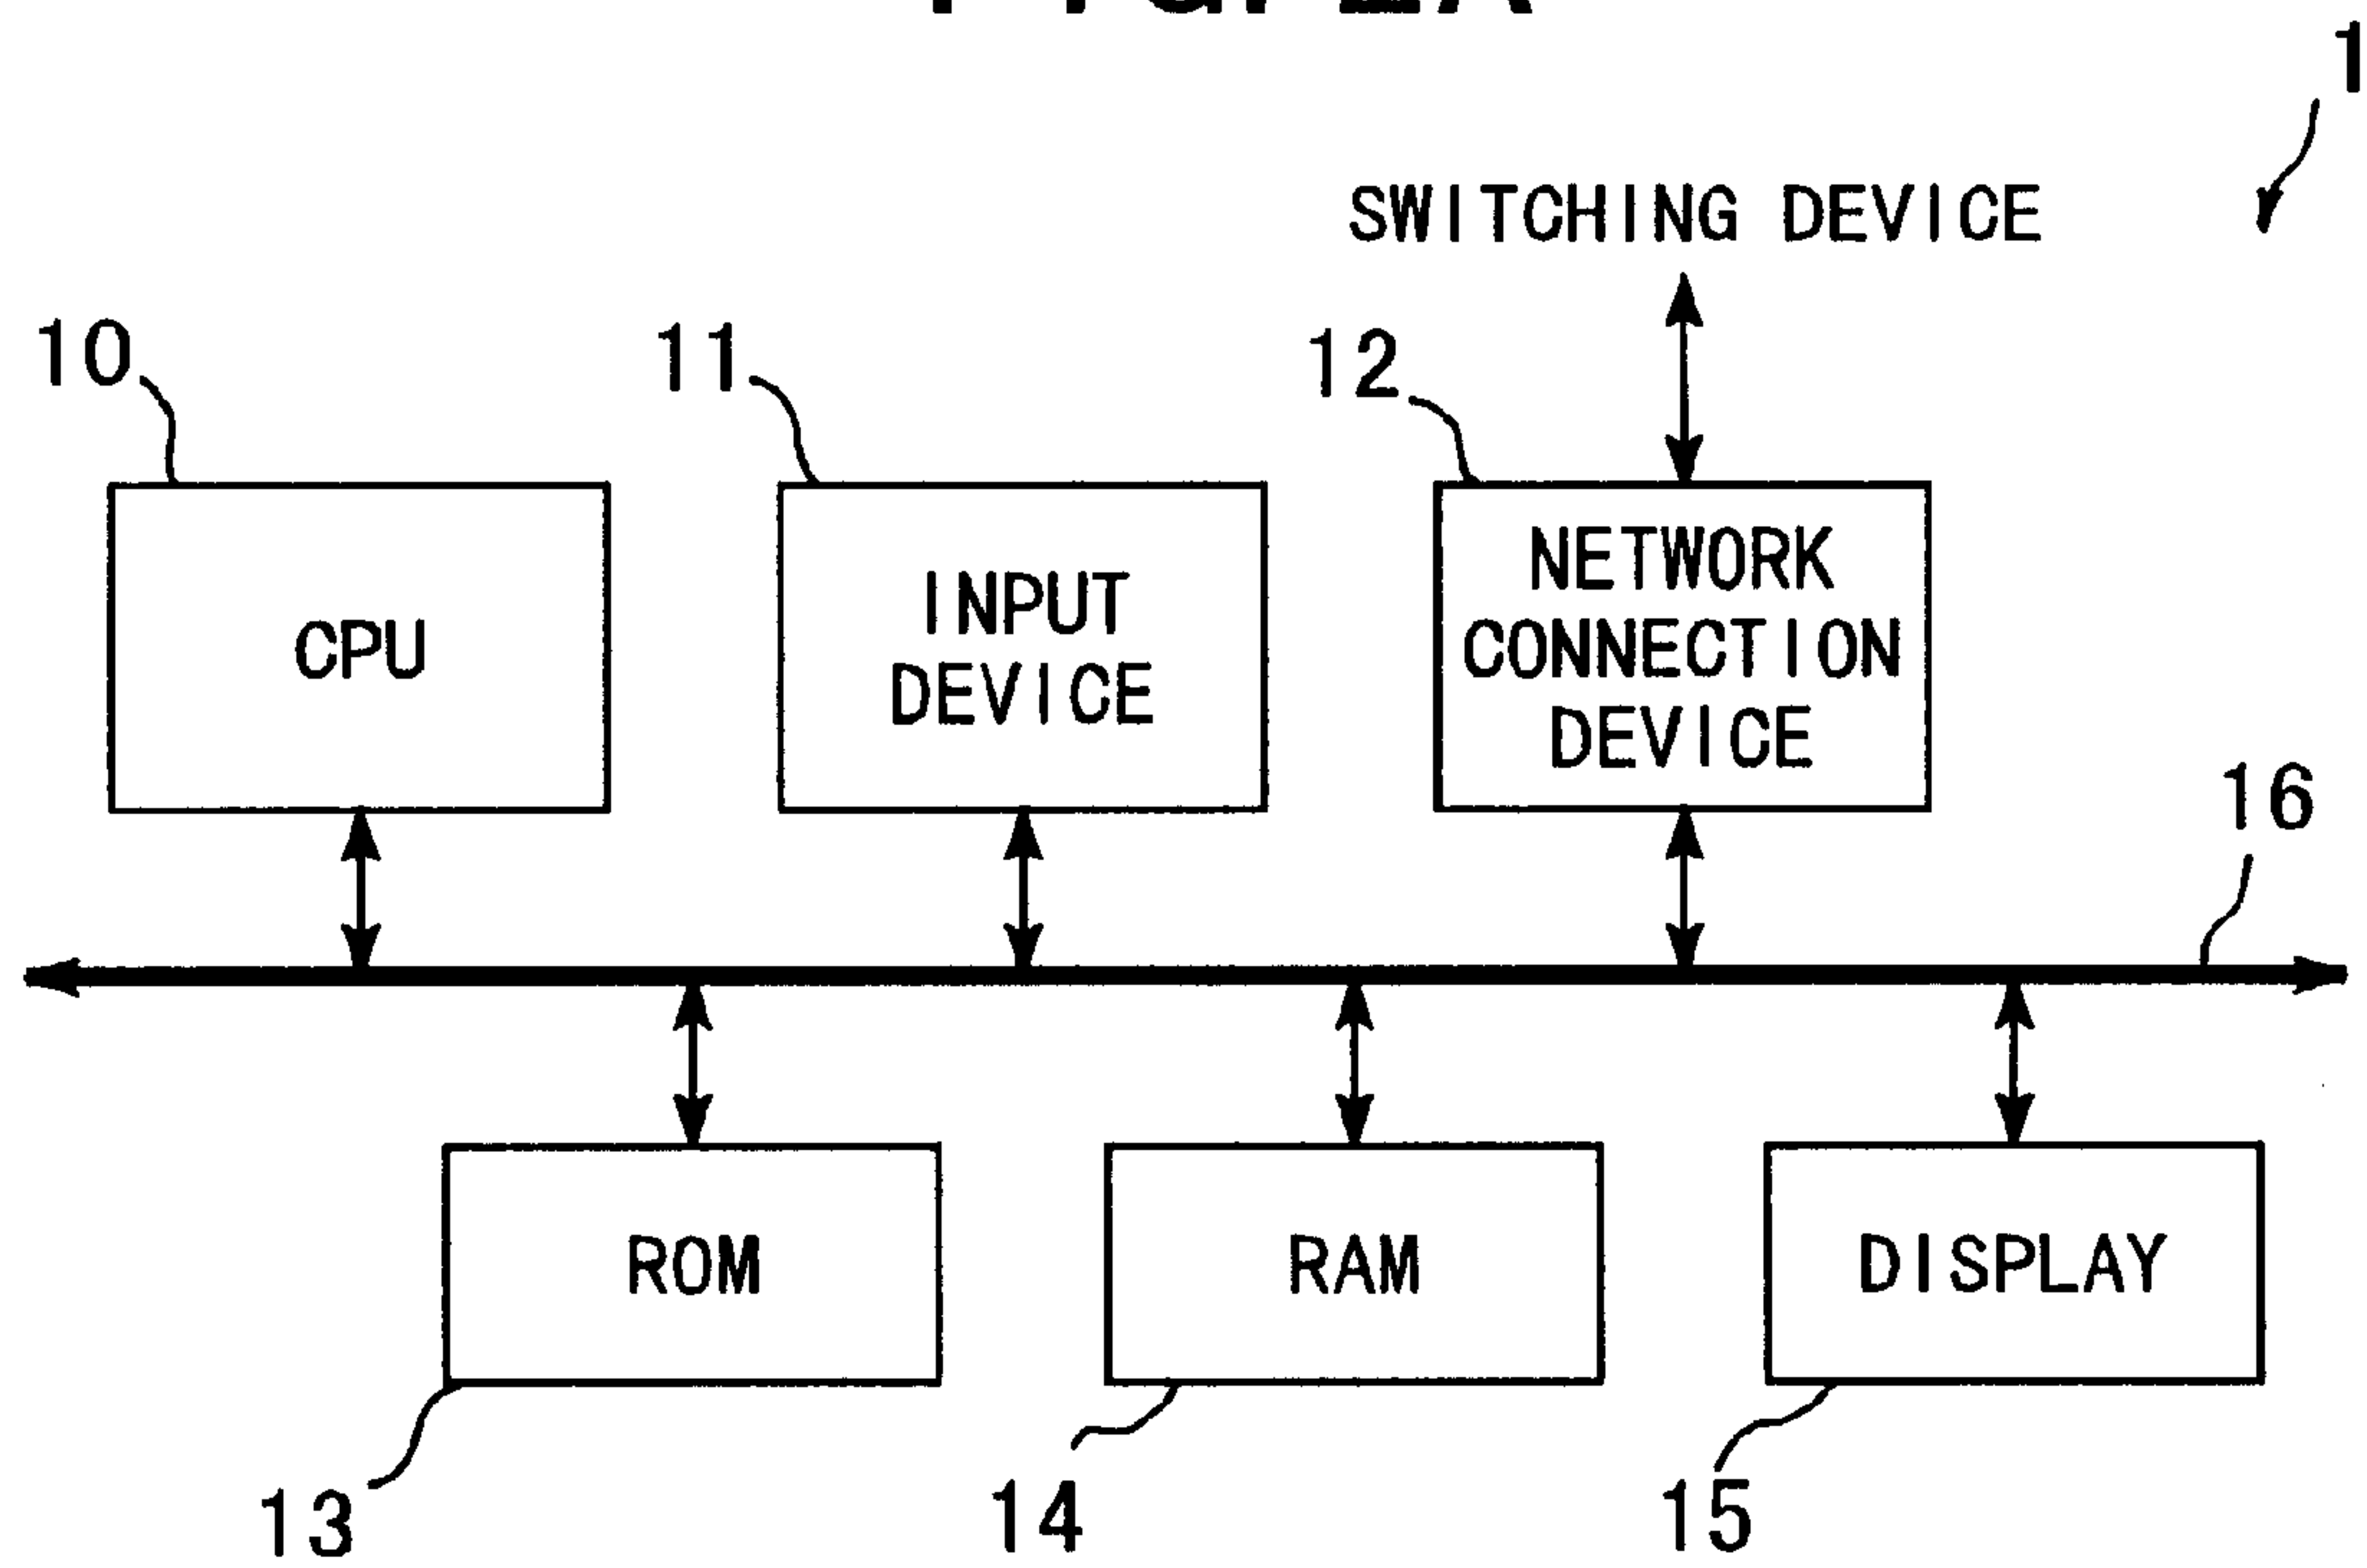 1
SWITCHING DEVICE
10
11
12
CPU
INPUT
DEVICE
NETWORK
CONNECTION
DEVICE
16
ROM
RAM
DISPLAY
13
14
15